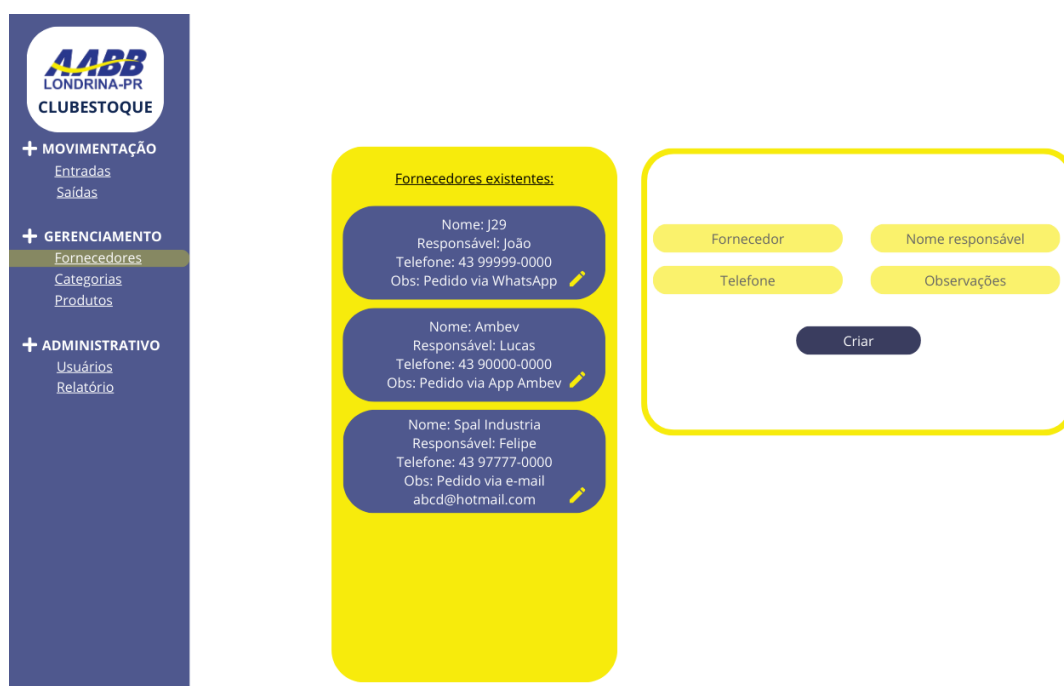 AABB
LONDRINA-PR
CLUBESTOQUE
MOVIMENTAÇÃO
Entradas
Saídas
GERENCIAMENTO
Fornecedores
Categorias
Produtos
ADMINISTRATIVO
Usuários
Relatório
Fornecedores existentes:
Nome: J29
Responsável: João
Telefone: 43 99999-0000
Obs: Pedido via WhatsApp
Nome: Ambev
Responsável: Lucas
Telefone: 43 90000-0000
Obs: Pedido via App Ambev
Nome: Spal Industria
Responsável: Felipe
Telefone: 43 97777-0000
Obs: Pedido via e-mail
abcd@hotmail.com
Fornecedor
Nome responsável
Telefone
Observações
Criar